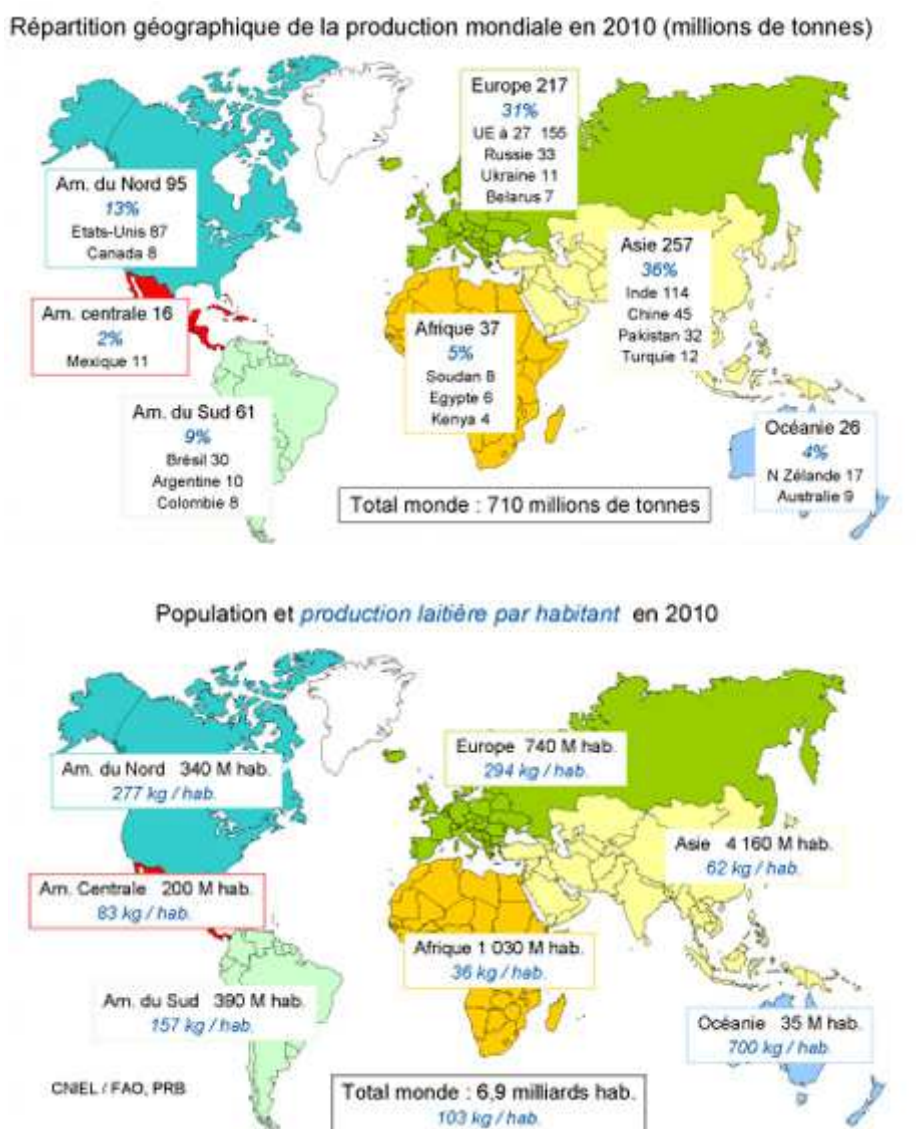 Répartition géographique de la production mondiale en 2010 (millions de tonnes)
Europe 217
31%
UE à 27 155
Russie 33
Ukraine 11
Belarus 7
Am. du Nord 95
13%
Etats-Unis 87
Canada 8
Asie 257
36%
Inde 114
Chine 45
Pakistan 32
Turquie 12
Am. centrale 16
2%
Mexique 11
Afrique 37
5%
Soudan 8
Egypte 6
Kenya 4
Am. du Sud 61
9%
Brésil 30
Argentine 10
Colombie 8
Océanie 26
4%
N Zélande 17
Australie 9
Total monde : 710 millions de tonnes
Population et production laitière par habitant en 2010
Europe 740 M hab.
294 kg / hab.
Am. du Nord 340 M hab.
277 kg / hab.
Asie 4 160 M hab.
62 kg / hab.
Am. Centrale 200 M hab.
83 kg / hab.
Afrique 1 030 M hab.
36 kg / hab.
Am. du Sud 390 M hab.
157 kg / hab.
Océanie 35 M hab.
700 kg / hab.
CNIEL / FAO, PRB
Total monde : 6,9 milliards hab.
103 kg / hab.